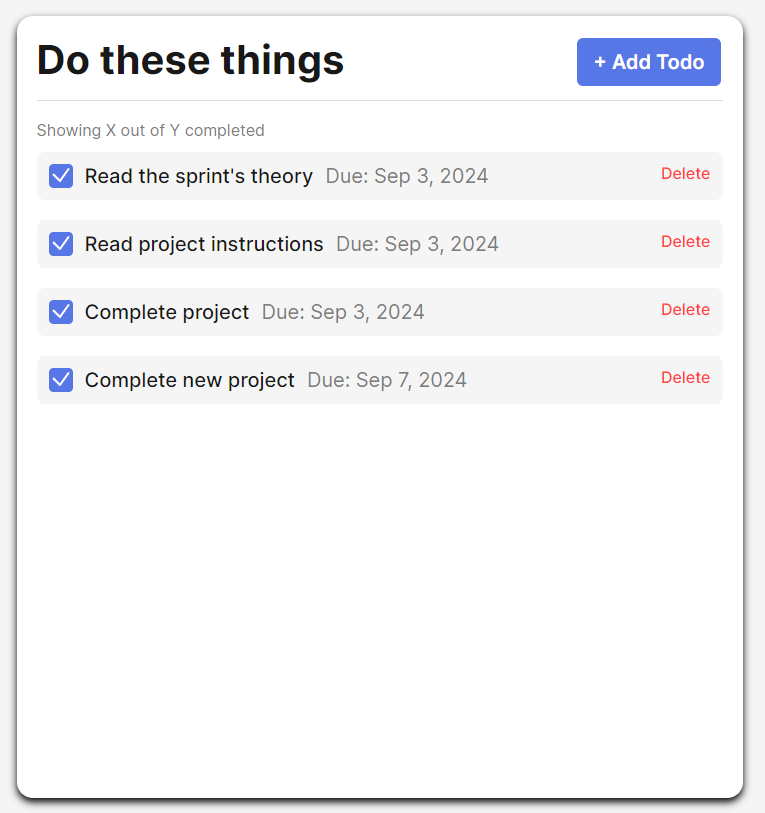 Do these things
+ Add Todo
Showing X out of Y completed
Read the sprint's theory Due: Sep 3, 2024 Delete
Read project instructions Due: Sep 3, 2024 Delete
Complete project Due: Sep 3, 2024 Delete
Complete new project Due: Sep 7, 2024 Delete